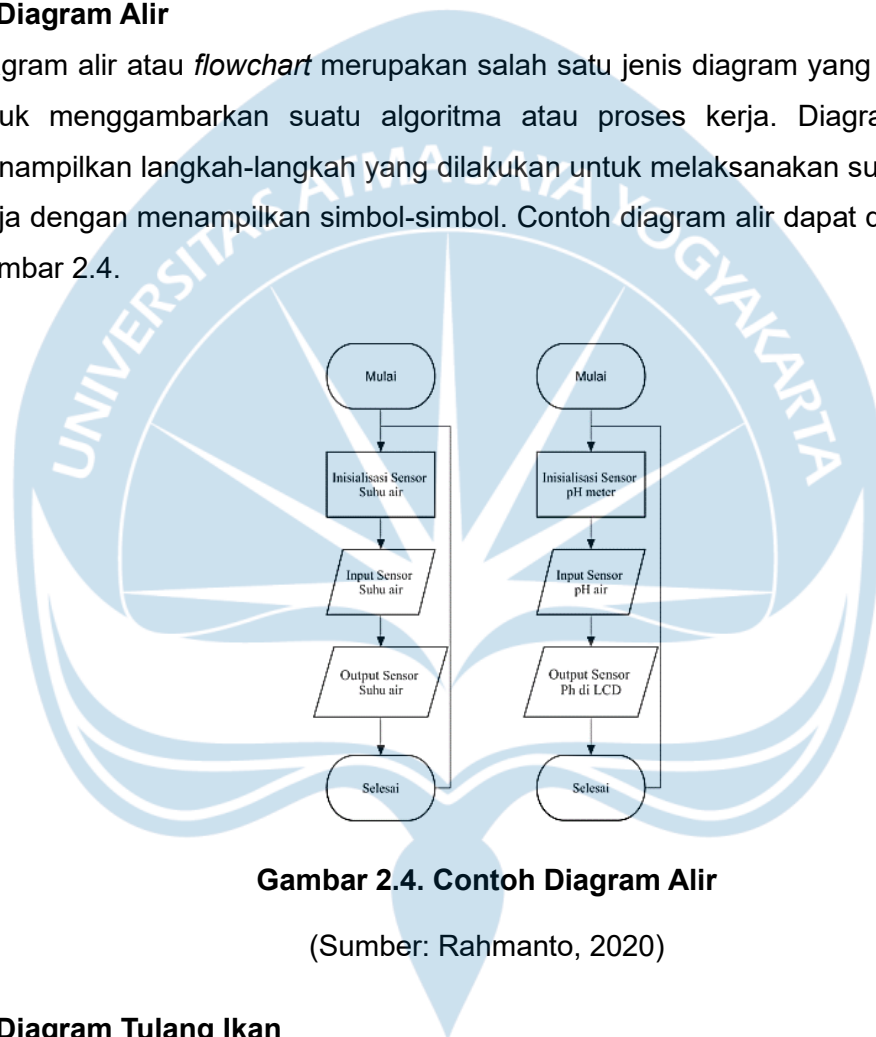 Diagram Alir
gram alir atau flowchart merupakan salah satu jenis diagram yang
uk menggambarkan suatu algoritma atau proses kerja. Diagra
nampilkan langkah-langkah yang dilakukan untuk melaksanakan su
ja dengan menampilkan simbol-simbol. Contoh diagram alir dapat d
mbar 2.4.
UNIVERSITAS ATMA JAYA YOGYAKARTA
Mulai
Inisialisasi Sensor
Suhu air
Input Sensor
Suhu air
Output Sensor
Suhu air
Selesai
Mulai
Inisialisasi Sensor
pH meter
Input Sensor
pH air
Output Sensor
Ph di LCD
Selesai
Gambar 2.4. Contoh Diagram Alir
(Sumber: Rahmanto, 2020)
Diagram Tulang Ikan